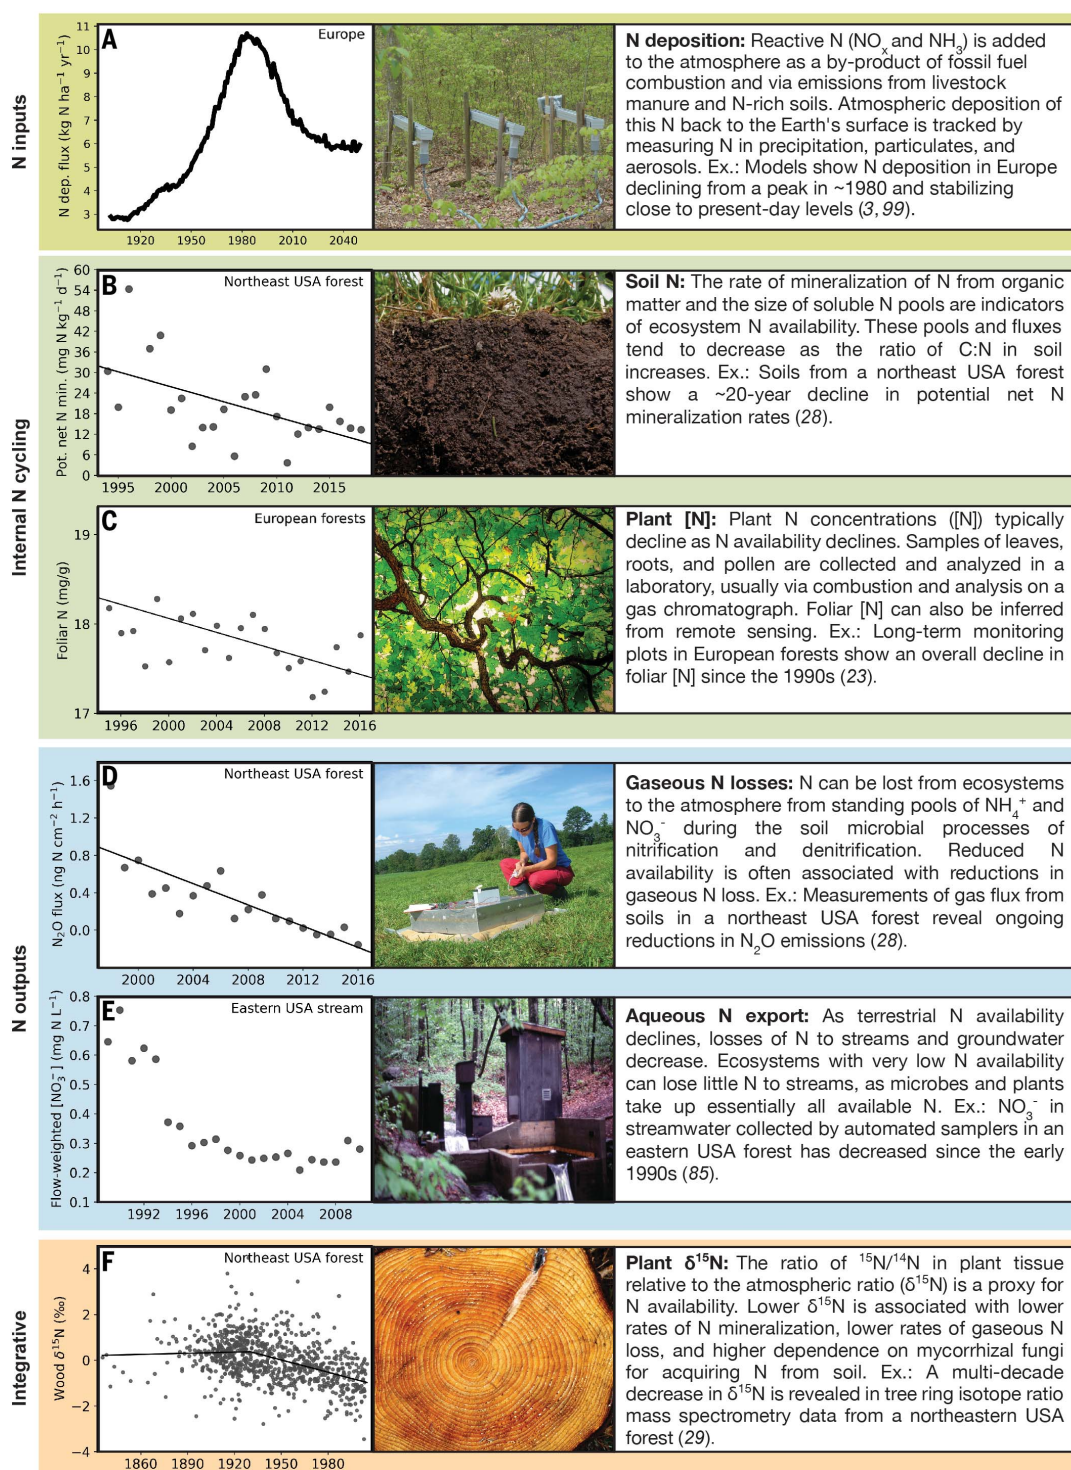 N inputs
A
Europe
N dep. flux (kg N ha⁻¹ yr⁻¹)
11
10
9
8
7
6
5
4
3
1920 1950 1980 2010 2040
N deposition: Reactive N (NOₓ and NH₃) is added
to the atmosphere as a by-product of fossil fuel
combustion and via emissions from livestock
manure and N-rich soils. Atmospheric deposition of
this N back to the Earth's surface is tracked by
measuring N in precipitation, particulates, and
aerosols. Ex.: Models show N deposition in Europe
declining from a peak in ~1980 and stabilizing
close to present-day levels (3, 99).
Internal N cycling
B
Northeast USA forest
Pot. net N min. (mg N kg⁻¹ d⁻¹)
60
54
48
42
36
30
24
18
12
6
0
1995 2000 2005 2010 2015
Soil N: The rate of mineralization of N from organic
matter and the size of soluble N pools are indicators
of ecosystem N availability. These pools and fluxes
tend to decrease as the ratio of C:N in soil
increases. Ex.: Soils from a northeast USA forest
show a ~20-year decline in potential net N
mineralization rates (28).
C
European forests
Foliar N (mg/g)
19
18
17
1996 2000 2004 2008 2012 2016
Plant [N]: Plant N concentrations ([N]) typically
decline as N availability declines. Samples of leaves,
roots, and pollen are collected and analyzed in a
laboratory, usually via combustion and analysis on a
gas chromatograph. Foliar [N] can also be inferred
from remote sensing. Ex.: Long-term monitoring
plots in European forests show an overall decline in
foliar [N] since the 1990s (23).
N outputs
D
Northeast USA forest
N₂O flux (ng N cm⁻² h⁻¹)
1.6
1.2
0.8
0.4
0.0
2000 2004 2008 2012 2016
Gaseous N losses: N can be lost from ecosystems
to the atmosphere from standing pools of NH₄⁺ and
NO₃⁻ during the soil microbial processes of
nitrification and denitrification. Reduced N
availability is often associated with reductions in
gaseous N loss. Ex.: Measurements of gas flux from
soils in a northeast USA forest reveal ongoing
reductions in N₂O emissions (28).
E
Eastern USA stream
Flow-weighted [NO₃⁻] (mg N L⁻¹)
0.8
0.7
0.6
0.5
0.4
0.3
0.2
0.1
1992 1996 2000 2004 2008
Aqueous N export: As terrestrial N availability
declines, losses of N to streams and groundwater
decrease. Ecosystems with very low N availability
can lose little N to streams, as microbes and plants
take up essentially all available N. Ex.: NO₃⁻ in
streamwater collected by automated samplers in an
eastern USA forest has decreased since the early
1990s (85).
Integrative
F
Northeast USA forest
Wood δ¹⁵N (‰)
4
2
0
−2
−4
1860 1890 1920 1950 1980
Plant δ¹⁵N: The ratio of ¹⁵N/¹⁴N in plant tissue
relative to the atmospheric ratio (δ¹⁵N) is a proxy for
N availability. Lower δ¹⁵N is associated with lower
rates of N mineralization, lower rates of gaseous N
loss, and higher dependence on mycorrhizal fungi
for acquiring N from soil. Ex.: A multi-decade
decrease in δ¹⁵N is revealed in tree ring isotope ratio
mass spectrometry data from a northeastern USA
forest (29).